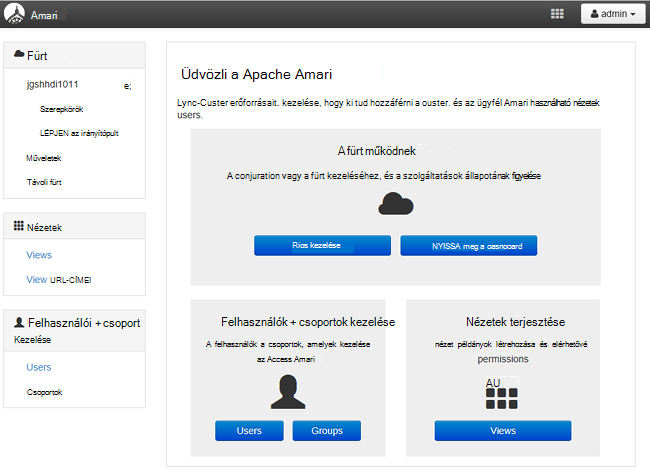 Amari
admin
Fürt
jgshhdi1011 e;
Szerepkörök
LÉPJEN az irányítópult
Műveletek
Távoli fürt
Nézetek
Views
View URL-CÍMEI
Felhasználói + csoport
Kezelése
Users
Csoportok
Üdvözli a Apache Amari
Lync-Custer erőforrásait. kezelése, hogy ki tud hozzáférni a ouster. és az ügyfél Amari használható nézetek
users.
A fürt működnek
A conjuration vagy a fürt kezeléséhez, és a szolgáltatások állapotának figyelése
Rios kezelése
NYISSA meg a oasnooard
Felhasználók + csoportok kezelése
A felhasználók a csoportok, amelyek kezelése
az Access Amari
Users
Groups
Nézetek terjesztése
nézet példányok létrehozása és elérhetővé
permissions
AU
Views